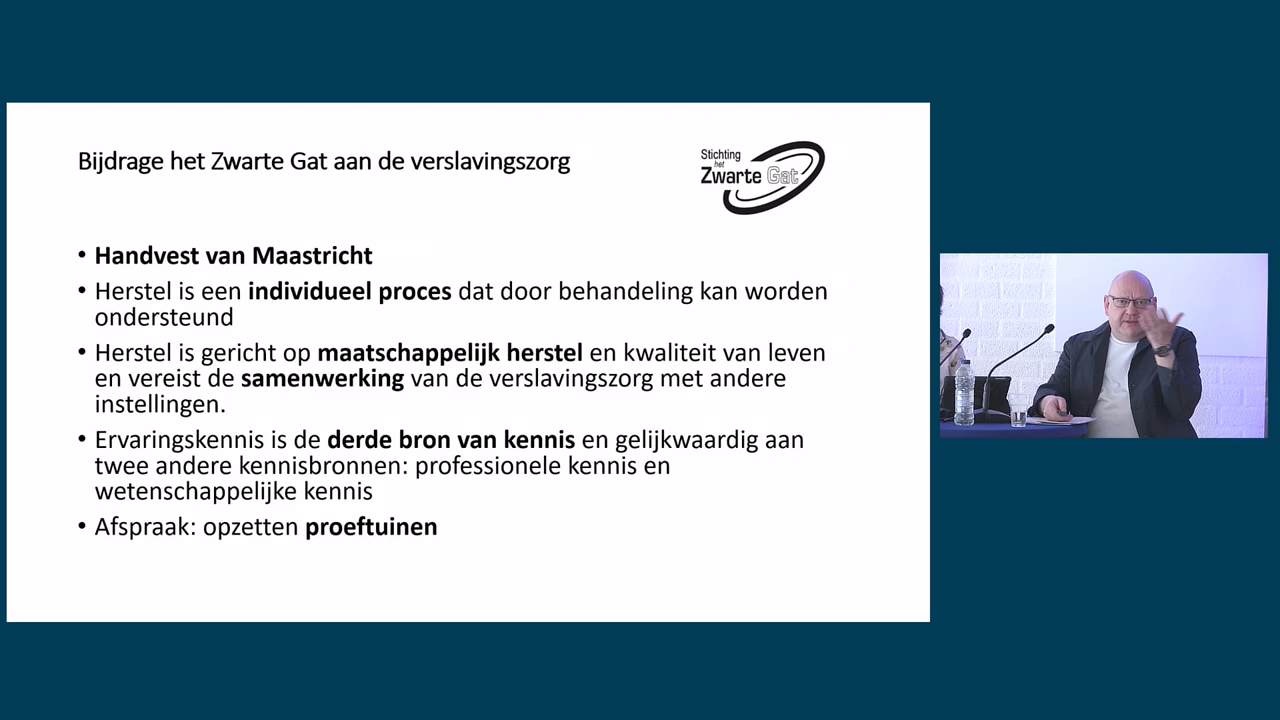 Bijdrage het Zwarte Gat aan de verslavingszorg
Stichting
het
Zwarte Gat
• Handvest van Maastricht
• Herstel is een individueel proces dat door behandeling kan worden
ondersteund
• Herstel is gericht op maatschappelijk herstel en kwaliteit van leven
en vereist de samenwerking van de verslavingszorg met andere
instellingen.
• Ervaringskennis is de derde bron van kennis en gelijkwaardig aan
twee andere kennisbronnen: professionele kennis en
wetenschappelijke kennis
• Afspraak: opzetten proeftuinen